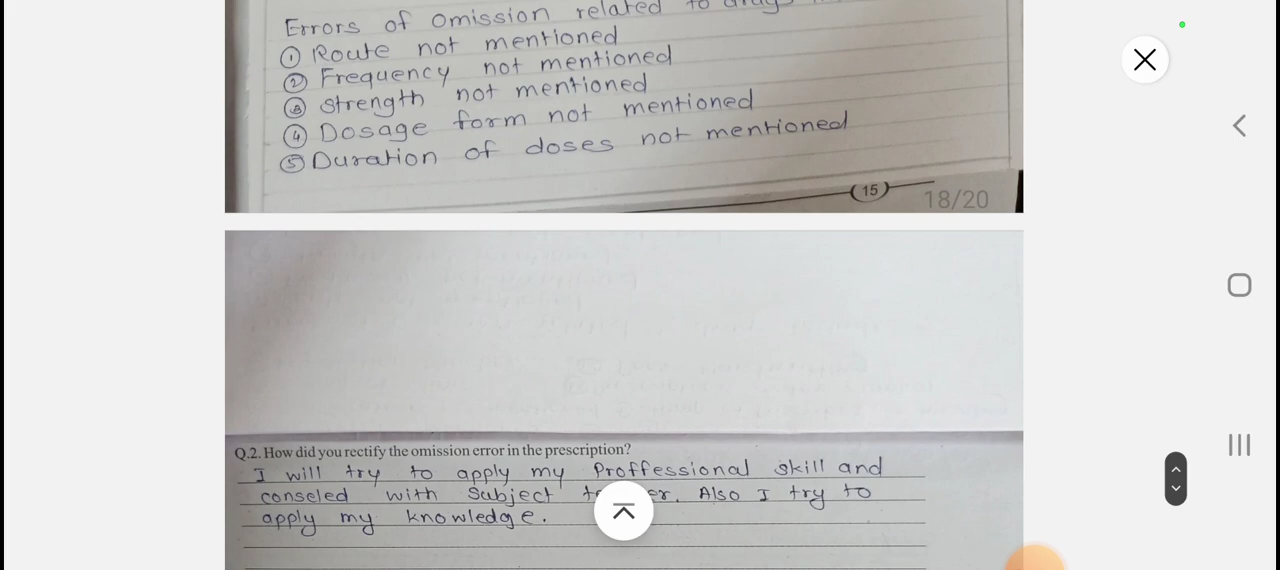 Errors of omission related to drugs
① Route not mentioned
② Frequency not mentioned
③ Strength not mentioned
④ Dosage form not mentioned
⑤ Duration of doses not mentioned
15
18/20
Q.2. How did you rectify the omission error in the prescription?
I will try to apply my Proffessional skill and
conseled with Subject Also I try to
apply my knowledge.